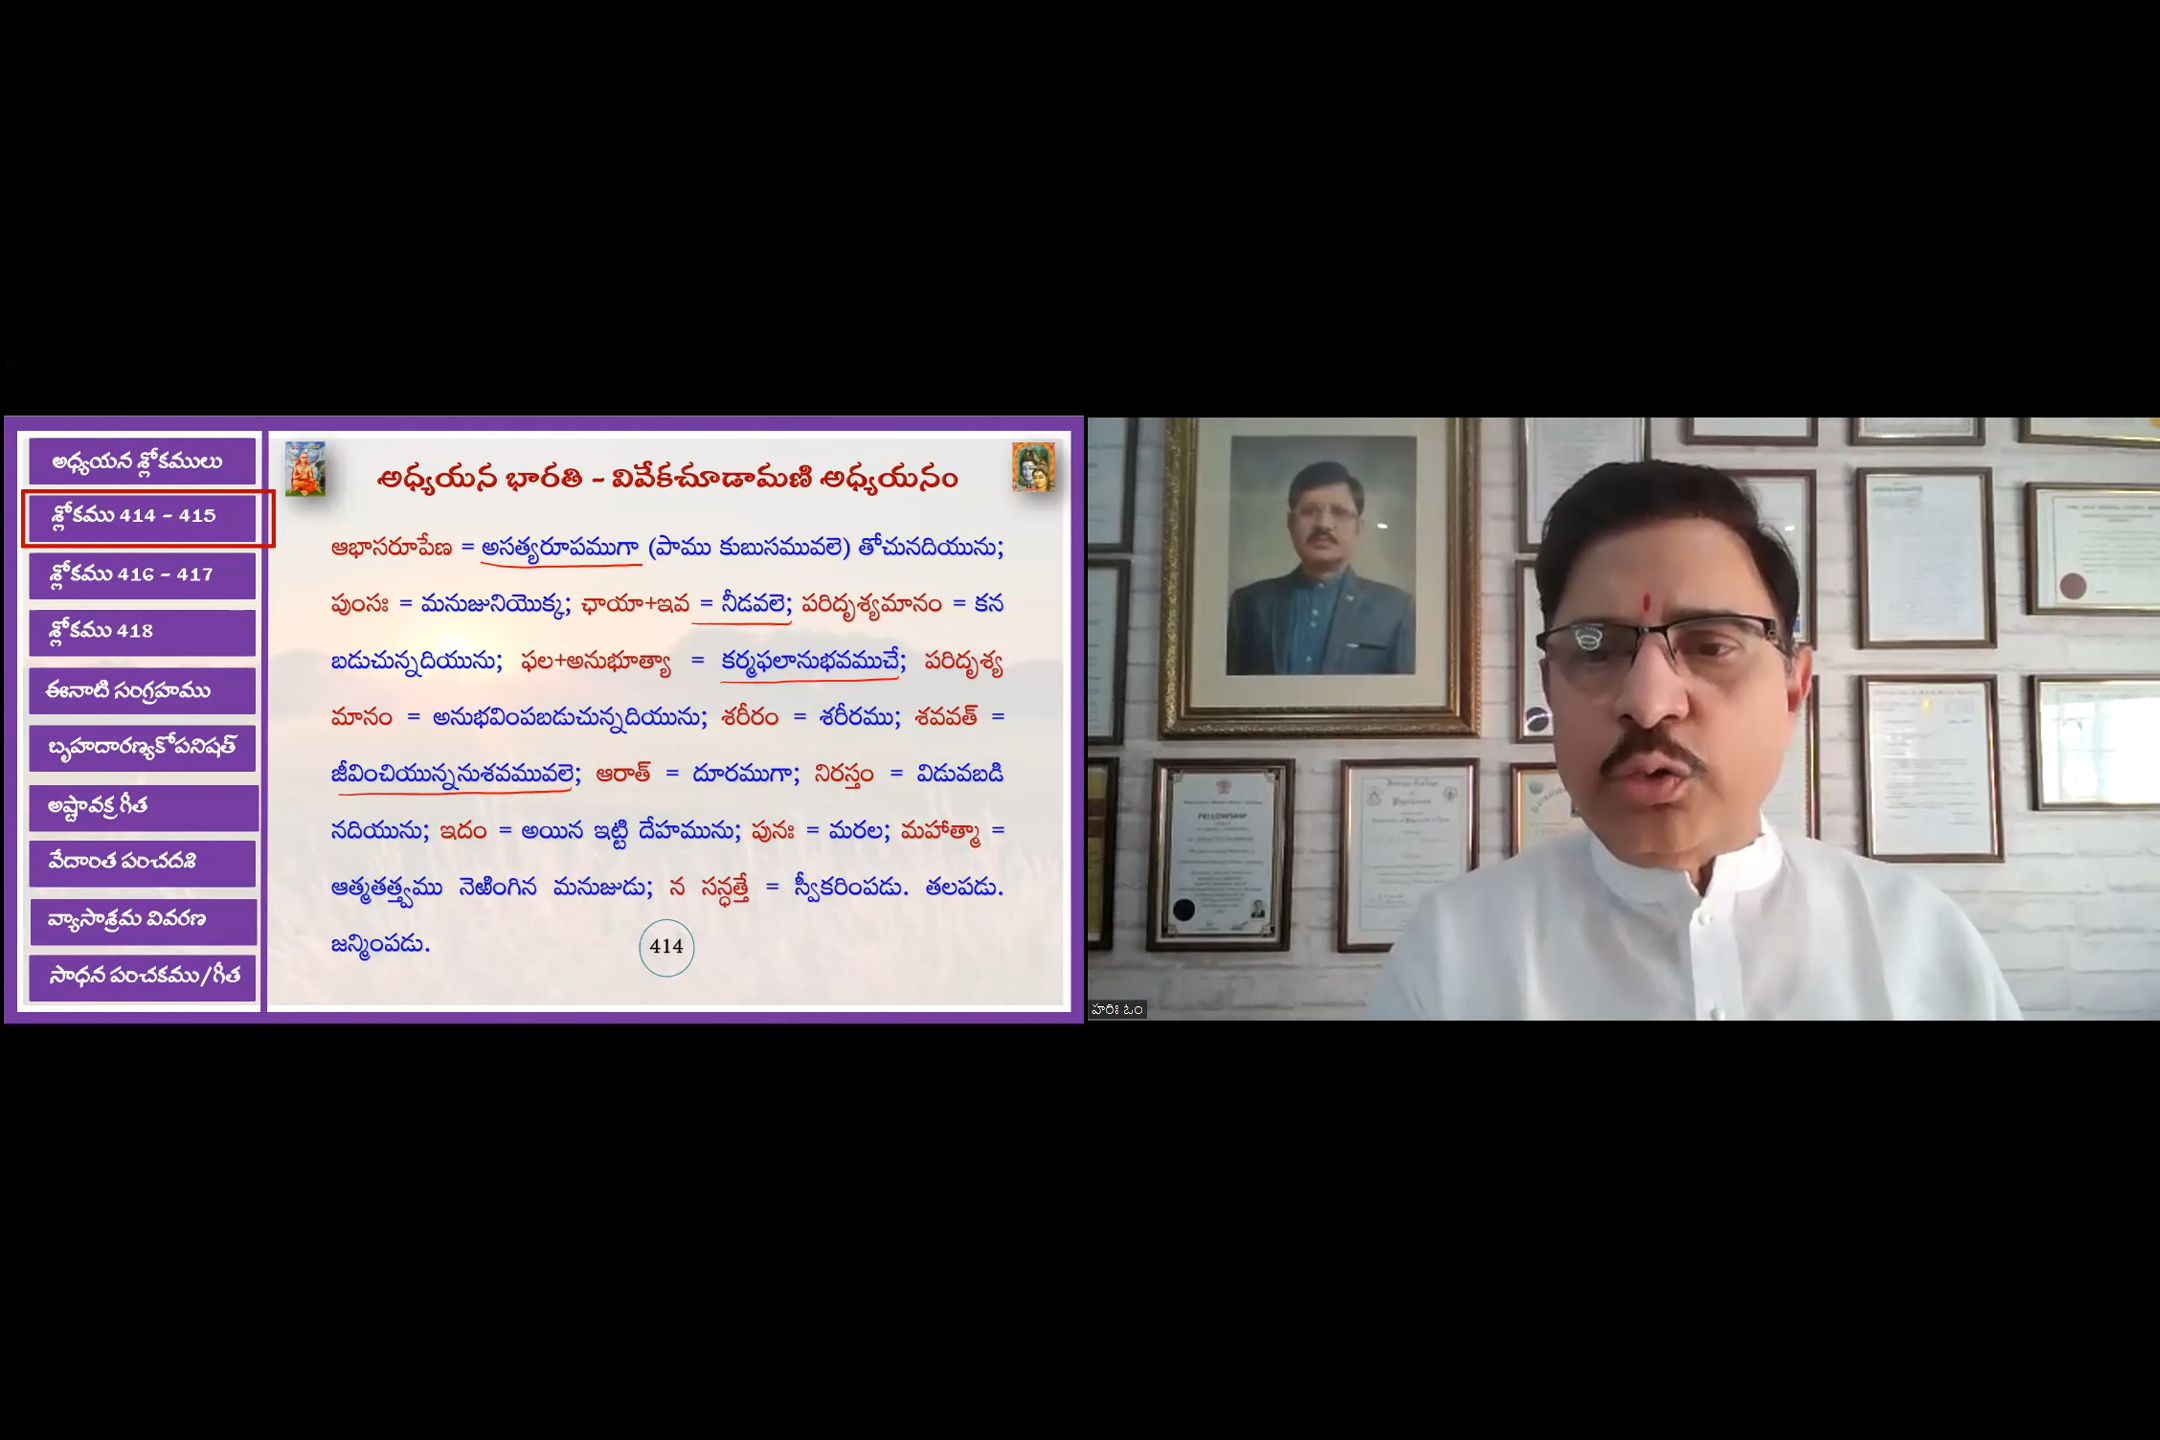 అధ్యయన శ్లోకములు
శ్లోకము 414 - 415
శ్లోకము 416 - 417
శ్లోకము 418
ఈనాటి సంగ్రహము
బృహదారణ్యకోపనిషత్
అష్టావక్ర గీత
వేదాంత పంచదశి
వ్యాసాశ్రమ వివరణ
సాధన పంచకము/గీత
అధ్యయన భారతి - వివేకచూడామణి అధ్యయనం
ఆభాసరూపేణ = అసత్యరూపముగా (పాము కుబుసమువలె) తోచునదియును;
పుంసః = మనుజునియొక్క; ఛాయా+ఇవ = నీడవలె; పరిదృశ్యమానం = కన
బడుచున్నదియును; ఫల+అనుభూత్యా = కర్మఫలానుభవముచే; పరిదృశ్య
మానం = అనుభవింపబడుచున్నదియును; శరీరం = శరీరము; శవవత్ =
జీవించియున్ననుశవమువలె; ఆరాత్ = దూరముగా; నిరస్తం = విడువబడి
నదియును; ఇదం = అయిన ఇట్టి దేహమును; పునః = మరల; మహాత్మా =
ఆత్మతత్త్వము నెఱింగిన మనుజుడు; న సన్ధత్తే = స్వీకరింపడు. తలపడు.
జన్మింపడు.
414
హరిః ఓం
FELLOWSHIP